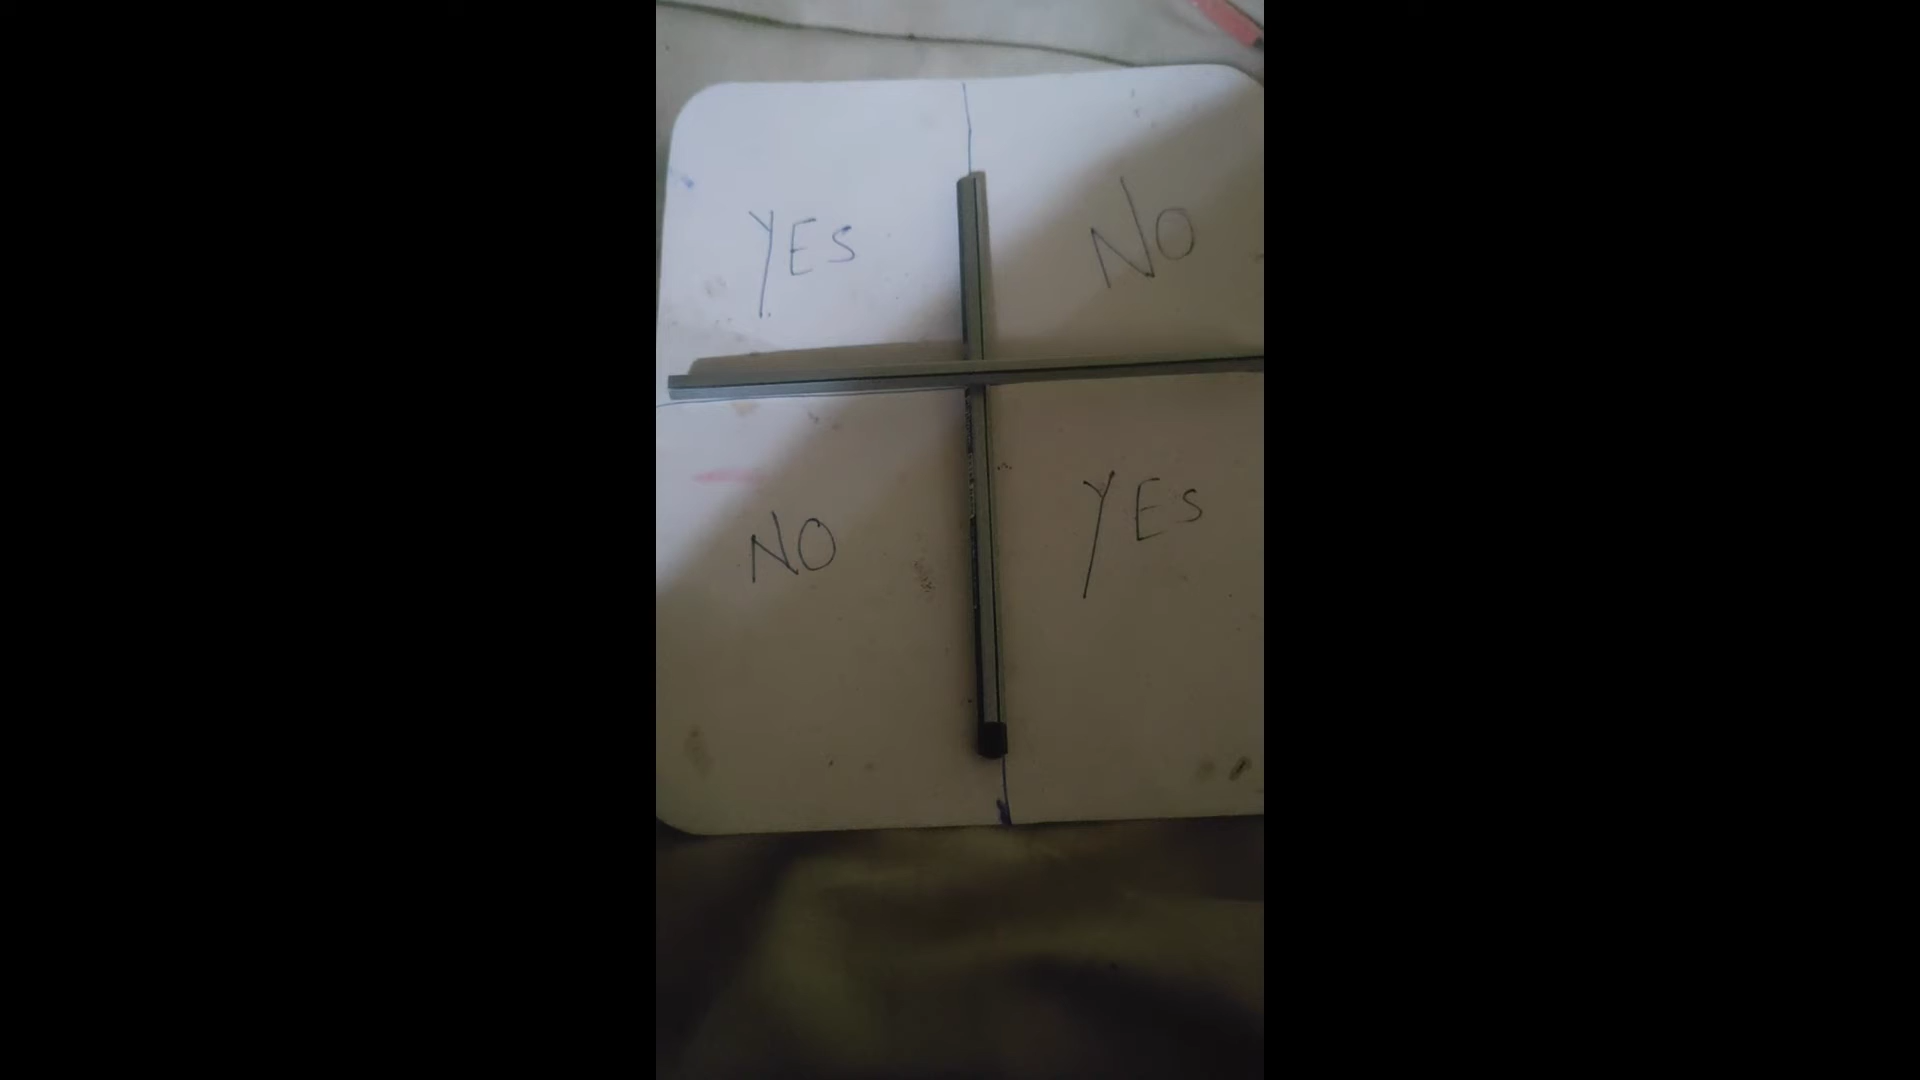 YES NO
NO YES